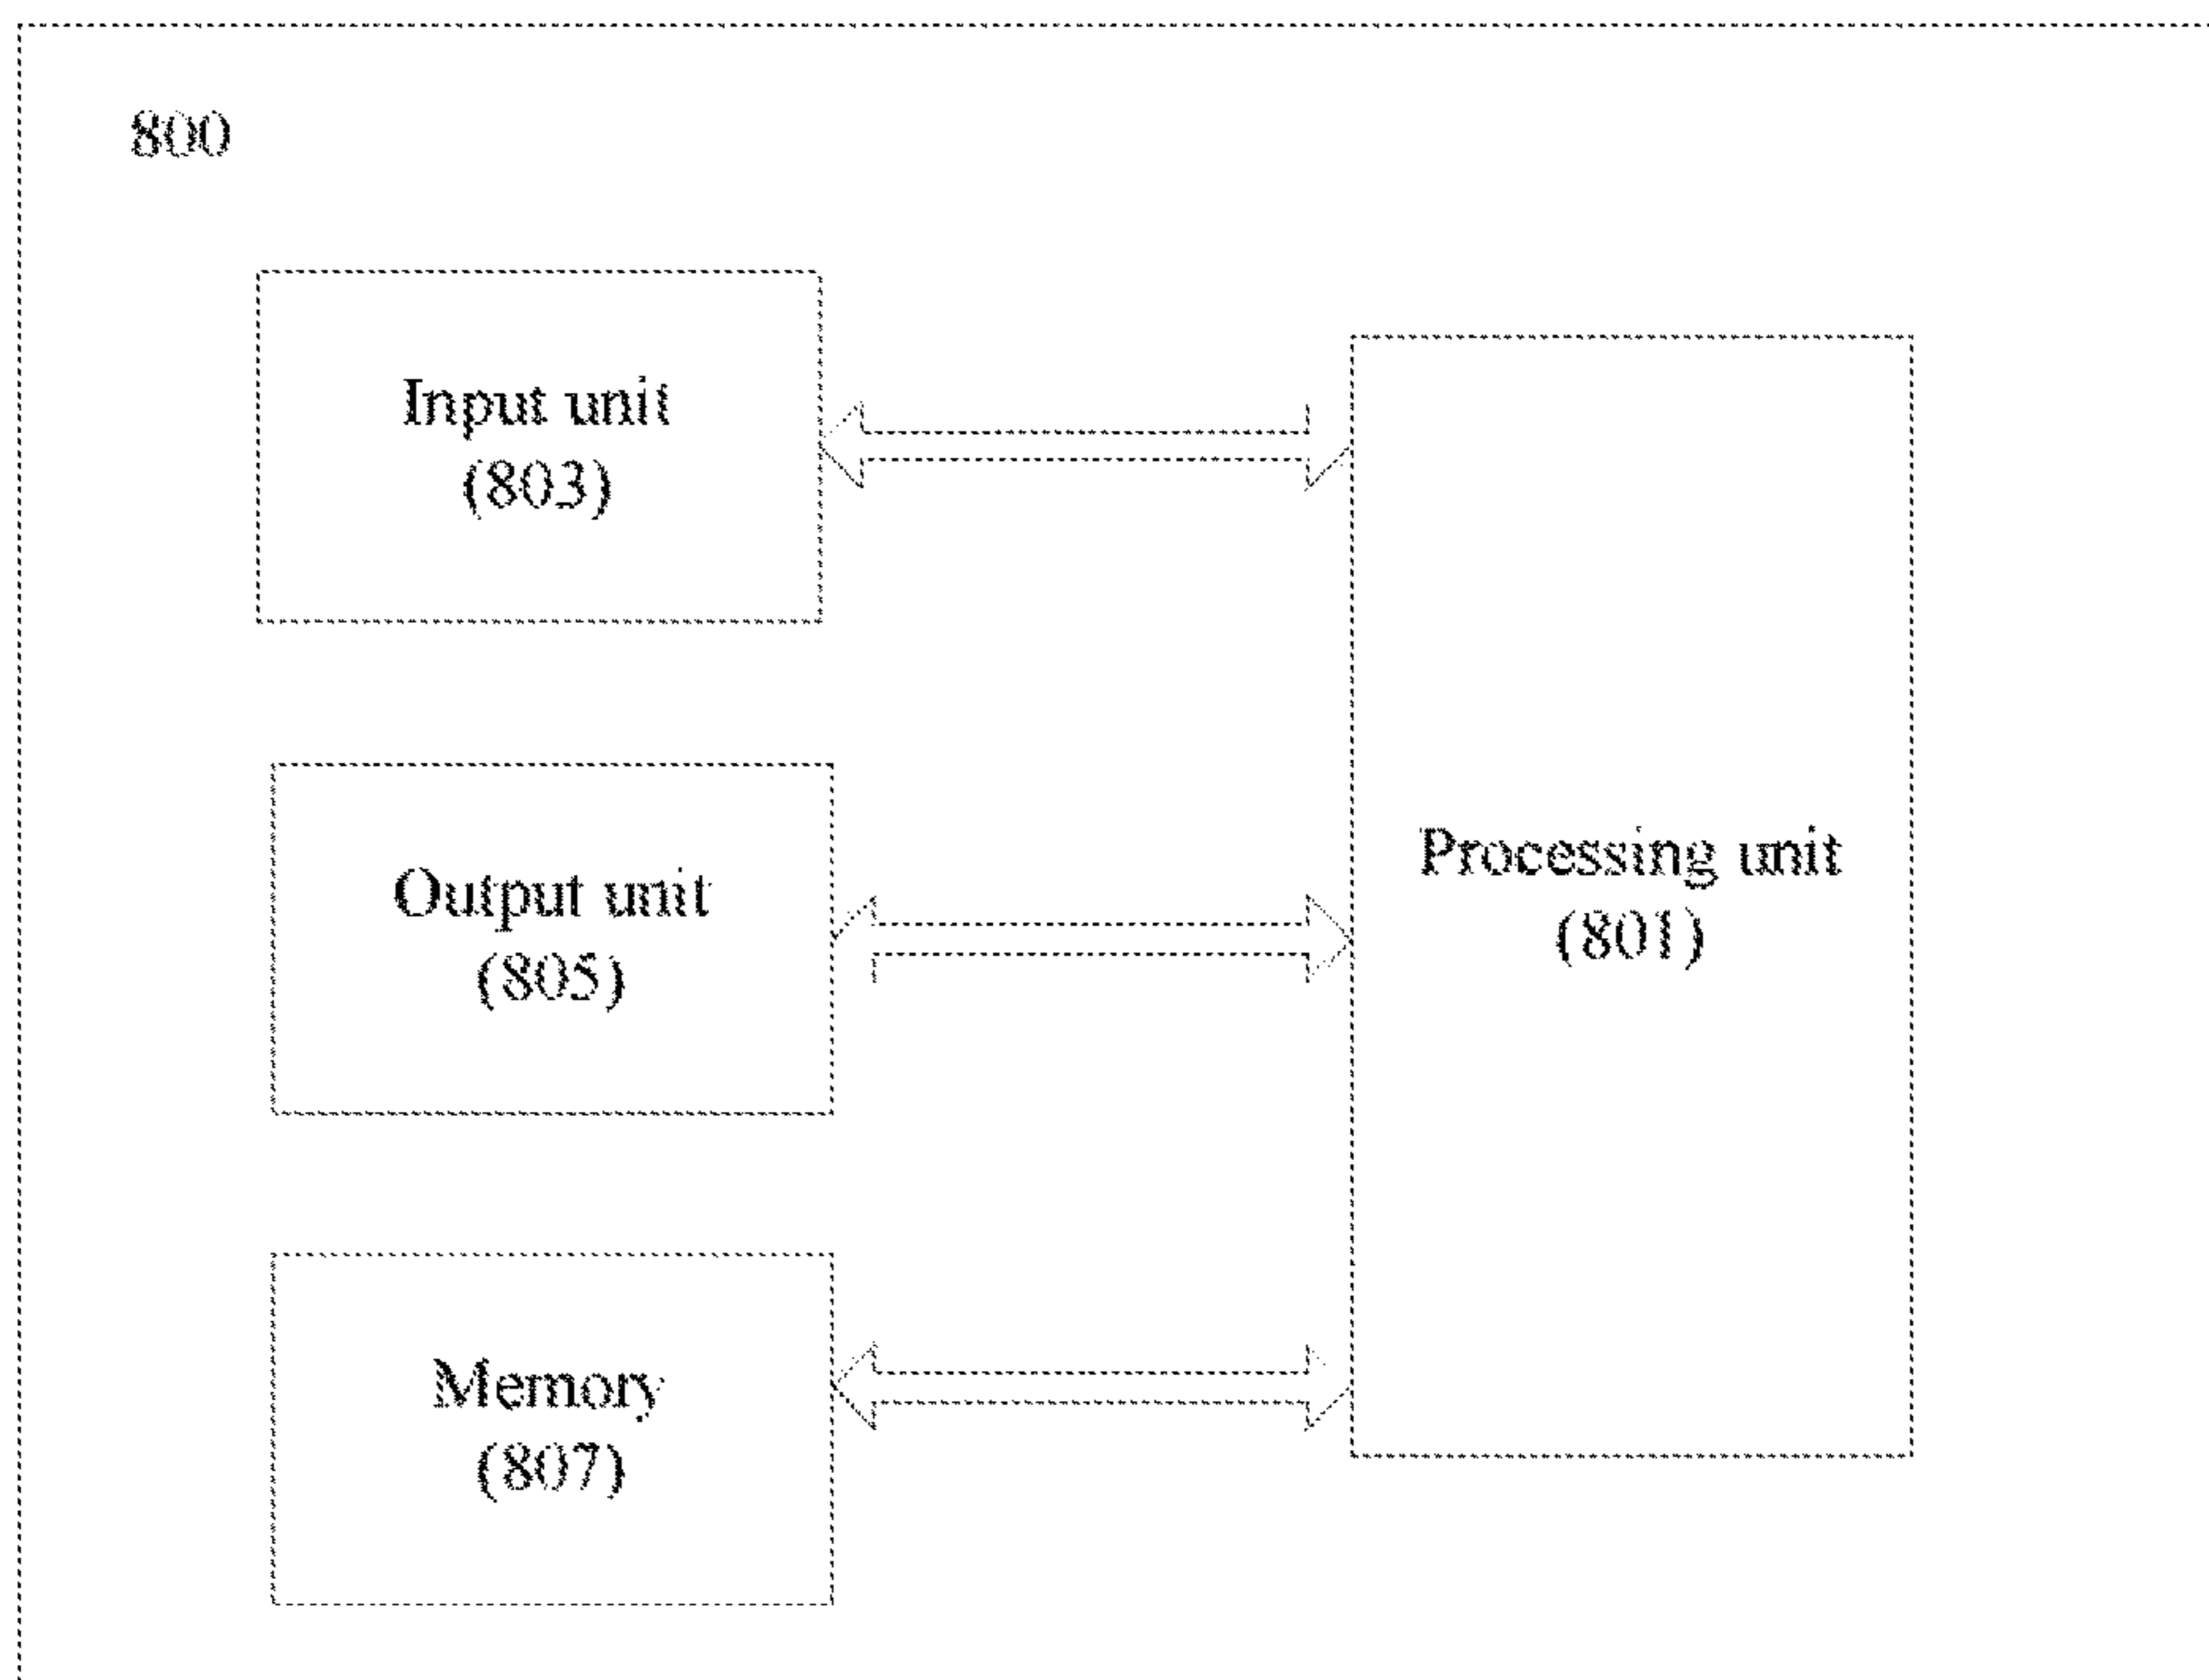 800
Input unit
(803)
Output unit
(805)
Processing unit
(801)
Memory
(807)